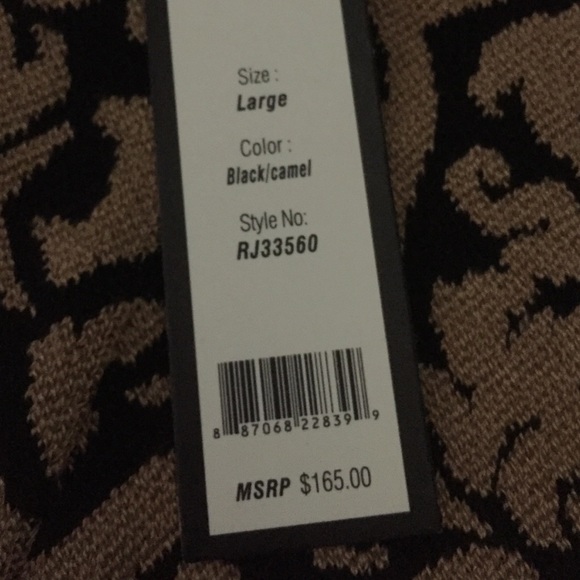 Size :
Large
Color :
Black/camel
Style No:
RJ33560
8 87068 22839 9
MSRP $165.00